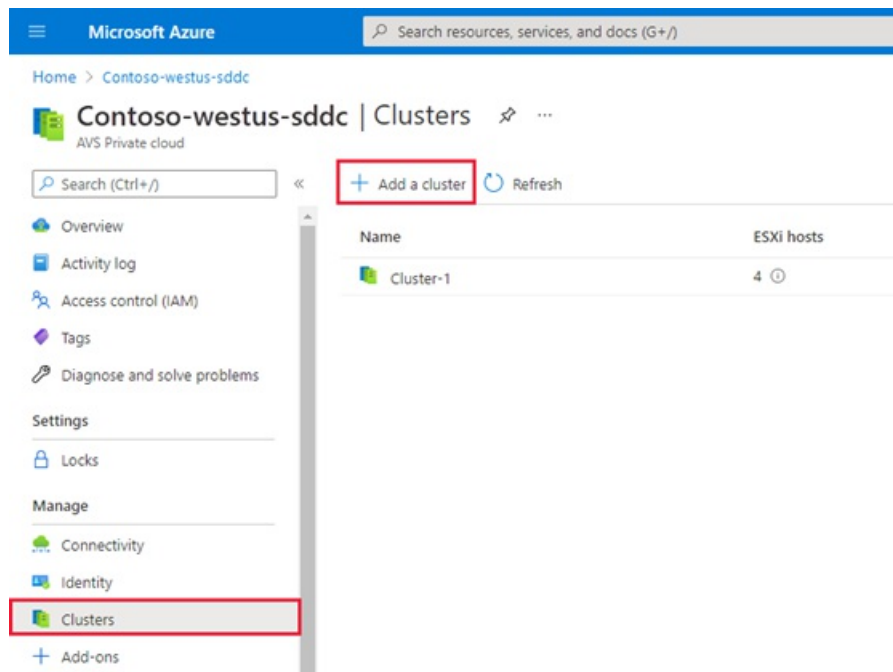 Microsoft Azure
Search resources, services, and docs (G+/)
Home > Contoso-westus-sddc
Contoso-westus-sddc | Clusters
AVS Private cloud
Search (Ctrl+/)
«
+ Add a cluster
Refresh
Overview
Activity log
Access control (IAM)
Tags
Diagnose and solve problems
Settings
Locks
Manage
Connectivity
Identity
Clusters
+ Add-ons
Name
ESXi hosts
Cluster-1
4